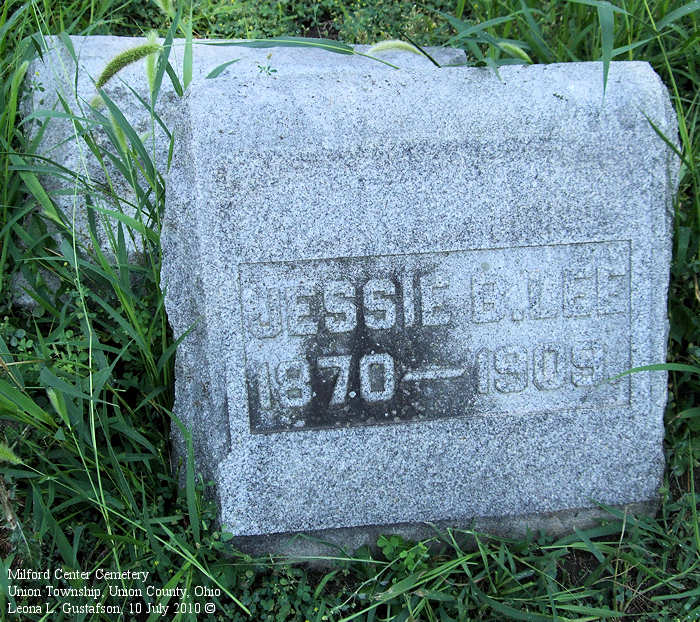 JESSIE B. LEE
1870—1909.
Milford Center Cemetery
Union Township, Union County, Ohio
Leona L. Gustafson, 10 July 2010 ©